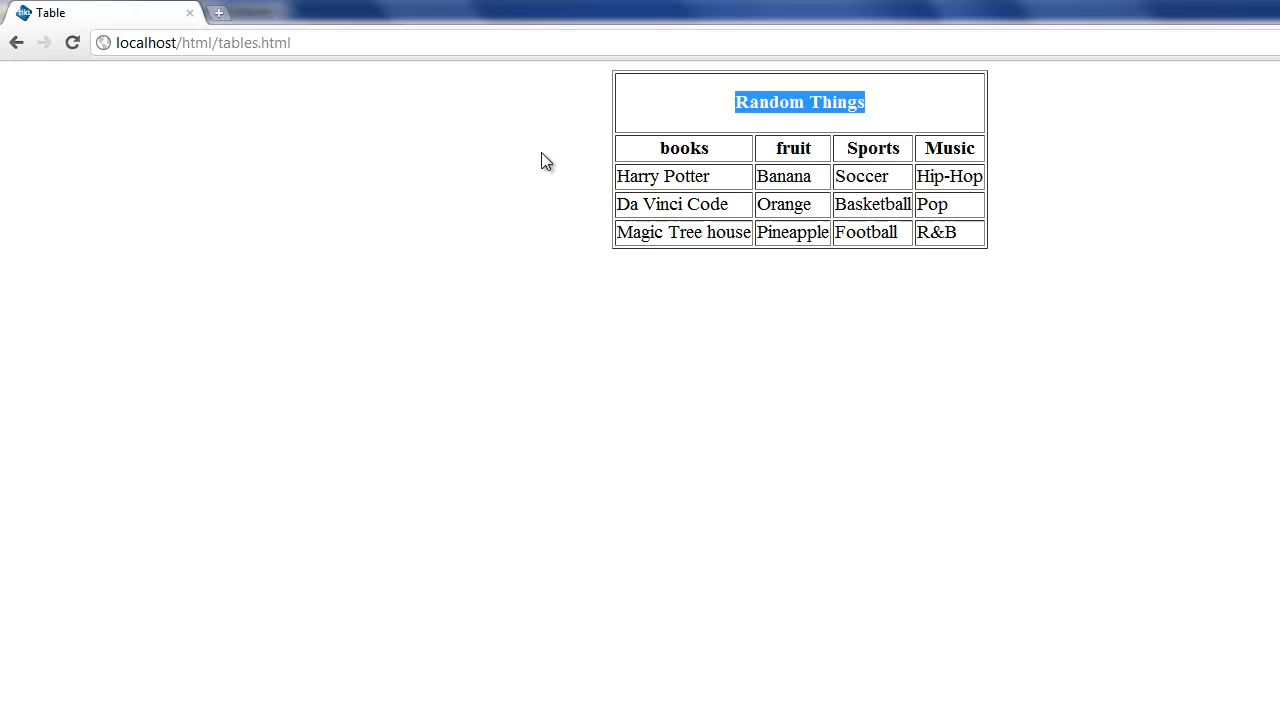 Table
localhost/html/tables.html
Random Things
books fruit Sports Music
Harry Potter Banana Soccer Hip-Hop
Da Vinci Code Orange Basketball Pop
Magic Tree house Pineapple Football R&B